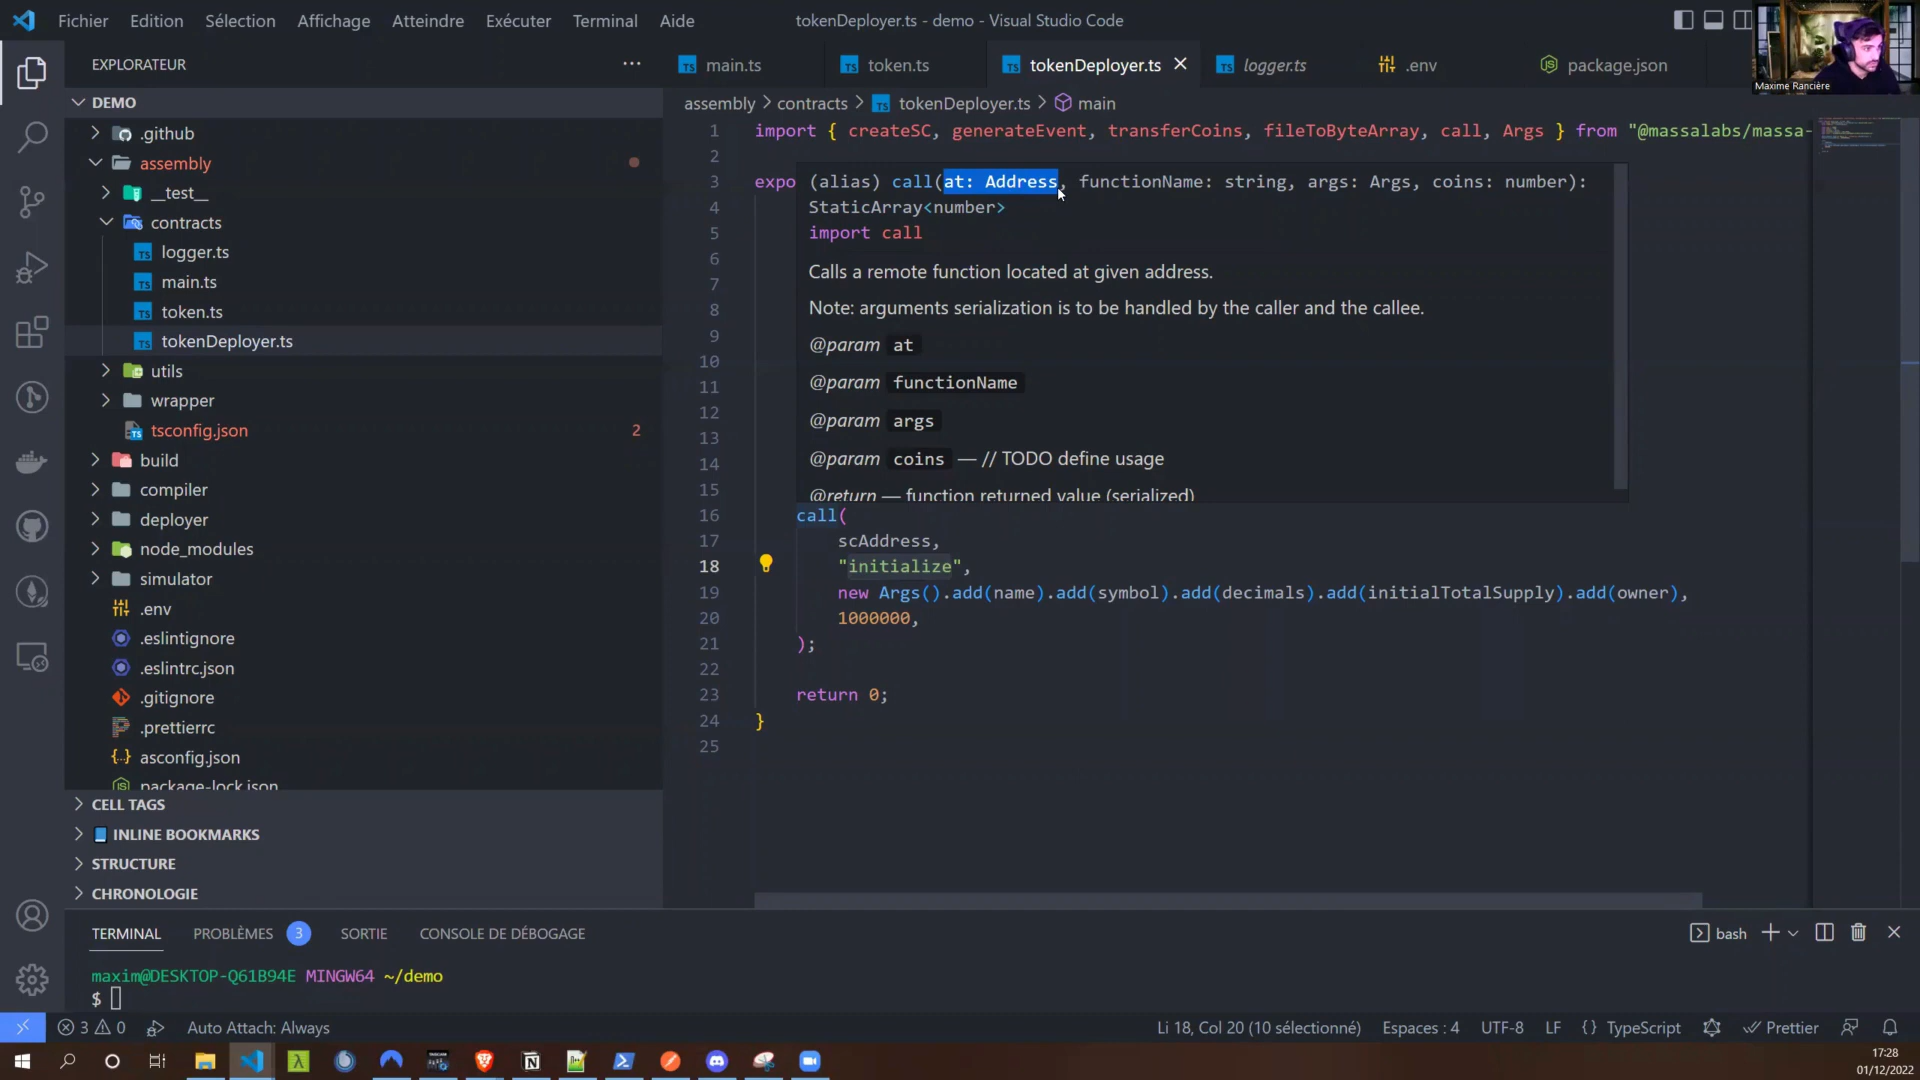 Fichier Edition Sélection Affichage Atteindre Exécuter Terminal Aide
tokenDeployer.ts - demo - Visual Studio Code
Maxime Rancière
EXPLORATEUR
DEMO
.github
assembly
__test__
contracts
logger.ts
main.ts
token.ts
tokenDeployer.ts
utils
wrapper
tsconfig.json 2
build
compiler
deployer
node_modules
simulator
.env
.eslintignore
.eslintrc.json
.gitignore
.prettierrc
asconfig.json
package-lock.json
CELL TAGS
INLINE BOOKMARKS
STRUCTURE
CHRONOLOGIE
main.ts token.ts tokenDeployer.ts logger.ts .env package.json
assembly > contracts > tokenDeployer.ts > main
1 import { createSC, generateEvent, transferCoins, fileToByteArray, call, Args } from "@massalabs/massa-
2
3 expo
4
5
6
7
8
9
10
11
12
13
14
15
(alias) call(at: Address, functionName: string, args: Args, coins: number):
StaticArray<number>
import call
Calls a remote function located at given address.
Note: arguments serialization is to be handled by the caller and the callee.
@param at
@param functionName
@param args
@param coins — // TODO define usage
@return — function returned value (serialized)
16 call(
17 scAddress,
18 "initialize",
19 new Args().add(name).add(symbol).add(decimals).add(initialTotalSupply).add(owner),
20 1000000,
21 );
22
23 return 0;
24 }
25
TERMINAL PROBLÈMES 3 SORTIE CONSOLE DE DÉBOGAGE
bash
maxim@DESKTOP-Q61B94E MINGW64 ~/demo
$
3 0 Auto Attach: Always
Li 18, Col 20 (10 sélectionné) Espaces : 4 UTF-8 LF {} TypeScript Prettier
17:28
01/12/2022